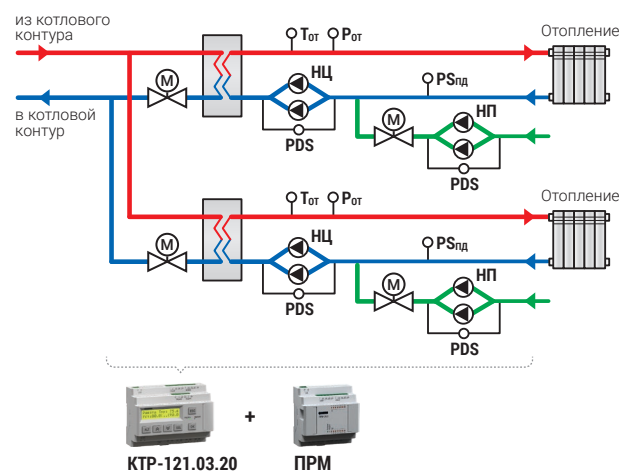 из котлового
контура
Tот
Pот
Отопление
M
НЦ
PSпд
в котловой
контур
M
НП
PDS
PDS
Отопление
Tот
Pот
НЦ
PSпд
M
M
НП
PDS
PDS
+
КТР-121.03.20
ПРМ